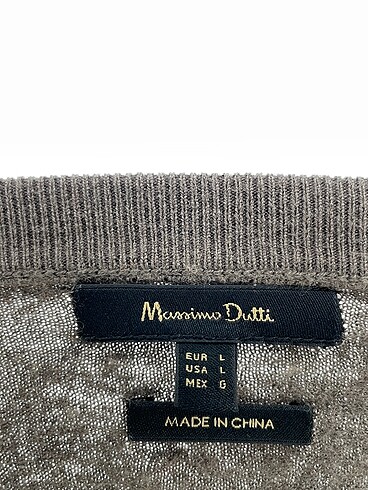 Massimo Dutti
EUR L
USA L
MEX G
MADE IN CHINA